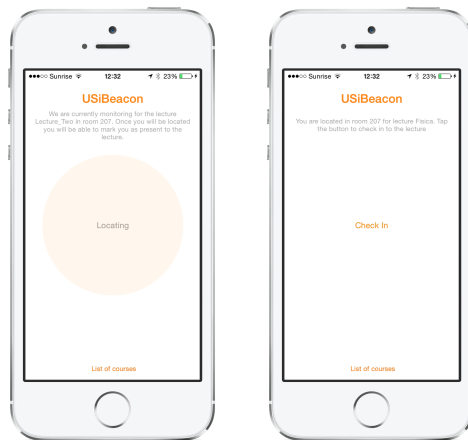 Sunrise 12:32 23%
USiBeacon
We are currently monitoring for the lecture
Lecture_Two in room 207. Once you will be located
you will be able to mark you as present to the
lecture.
Locating
List of courses
Sunrise 12:32 23%
USiBeacon
You are located in room 207 for lecture Fisica. Tap
the button to check in to the lecture
Check In
List of courses